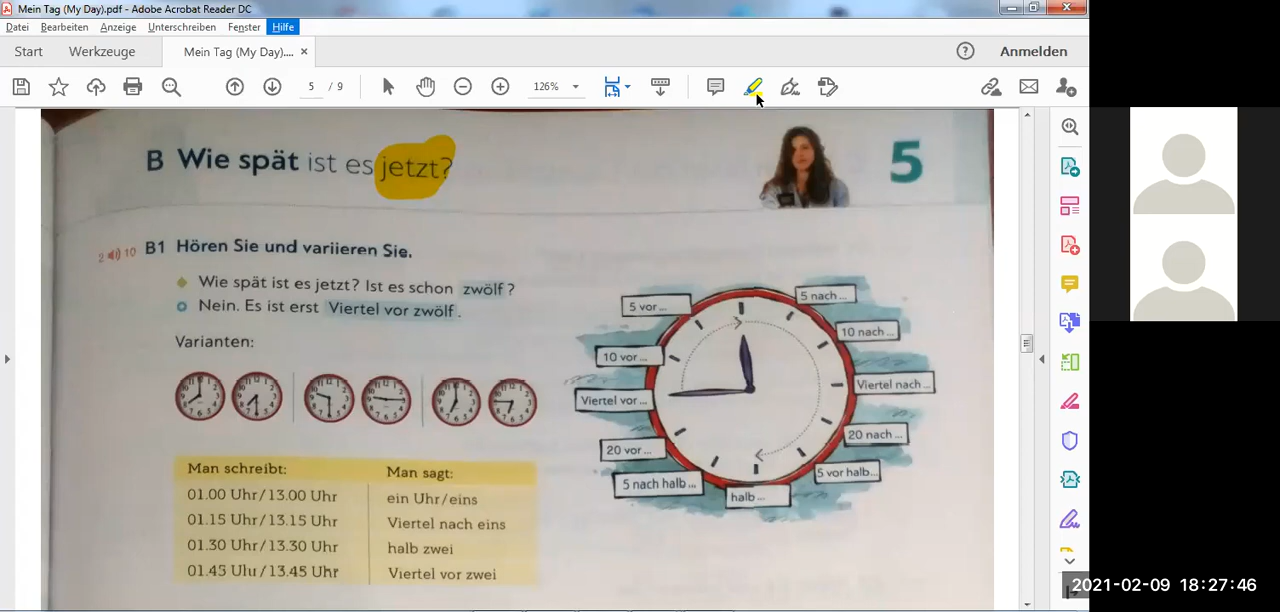 Mein Tag (My Day).pdf - Adobe Acrobat Reader DC
Datei Bearbeiten Anzeige Unterschreiben Fenster Hilfe
Start Werkzeuge Mein Tag (My Day).... × Anmelden
5 / 9 126%
B Wie spät ist es jetzt? 5
2 10 B1 Hören Sie und variieren Sie.
Wie spät ist es jetzt? Ist es schon zwölf?
Nein. Es ist erst Viertel vor zwölf.
Varianten:
5 vor ...
5 nach ...
10 vor ...
10 nach ...
Viertel vor ...
Viertel nach ...
20 vor ...
20 nach ...
5 nach halb ...
5 vor halb...
halb ...
Man schreibt: Man sagt:
01.00 Uhr/13.00 Uhr ein Uhr/eins
01.15 Uhr/13.15 Uhr Viertel nach eins
01.30 Uhr/13.30 Uhr halb zwei
01.45 Uhr/13.45 Uhr Viertel vor zwei
2021-02-09 18:27:46